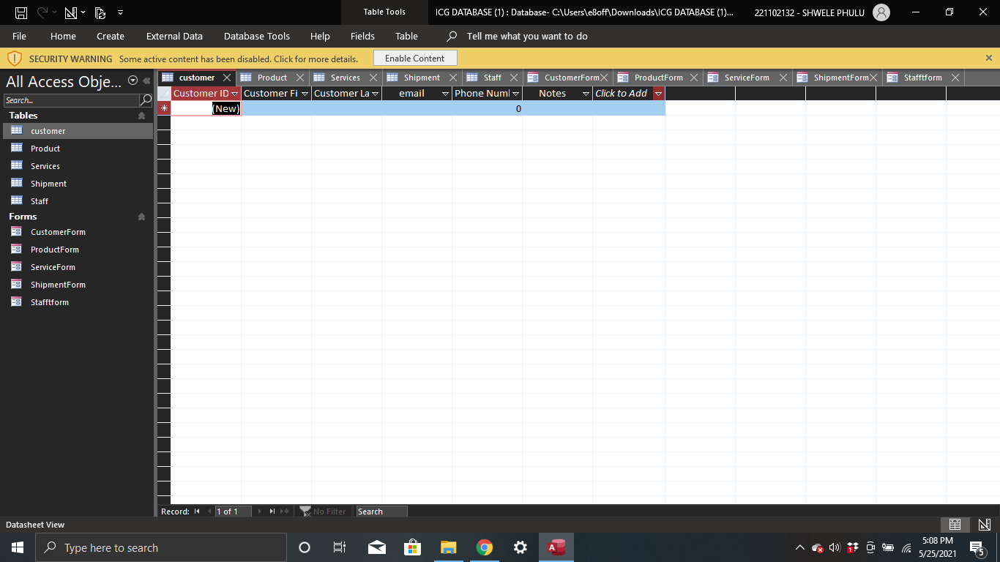 Table Tools
ICG DATABASE (1) : Database- C:\Users\e8off\Downloads\ICG DATABASE (1)...
221102132 - SHWELE PHULU
File Home Create External Data Database Tools Help Fields Table Tell me what you want to do
SECURITY WARNING Some active content has been disabled. Click for more details. Enable Content
All Access Obje...
Search...
Tables
customer
Product
Services
Shipment
Staff
Forms
CustomerForm
ProductForm
ServiceForm
ShipmentForm
Stafftform
customer Product Services Shipment Staff CustomerForm ProductForm ServiceForm ShipmentForm Stafftform
Customer ID Customer Fi Customer La email Phone Numl Notes Click to Add
(New) 0
Record: 1 of 1 No Filter Search
Datasheet View
Type here to search
5:08 PM
5/25/2021
5